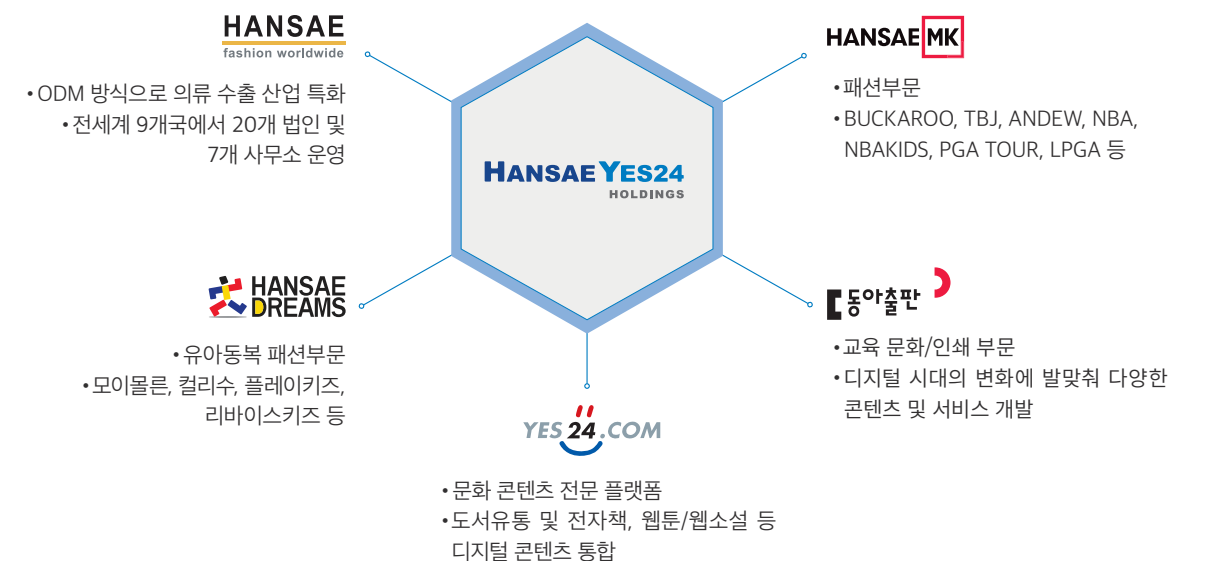 HANSAE
fashion worldwide
• ODM 방식으로 의류 수출 산업 특화
• 전세계 9개국에서 20개 법인 및
7개 사무소 운영
HANSAE MK
• 패션부문
• BUCKAROO, TBJ, ANDEW, NBA,
NBAKIDS, PGA TOUR, LPGA 등
HANSAE YES24
HOLDINGS
HANSAE
DREAMS
• 유아동복 패션부문
• 모이몰른, 컬리수, 플레이키즈,
리바이스키즈 등
동아출판
• 교육 문화/인쇄 부문
• 디지털 시대의 변화에 발맞춰 다양한
콘텐츠 및 서비스 개발
YES24.COM
• 문화 콘텐츠 전문 플랫폼
• 도서유통 및 전자책, 웹툰/웹소설 등
디지털 콘텐츠 통합